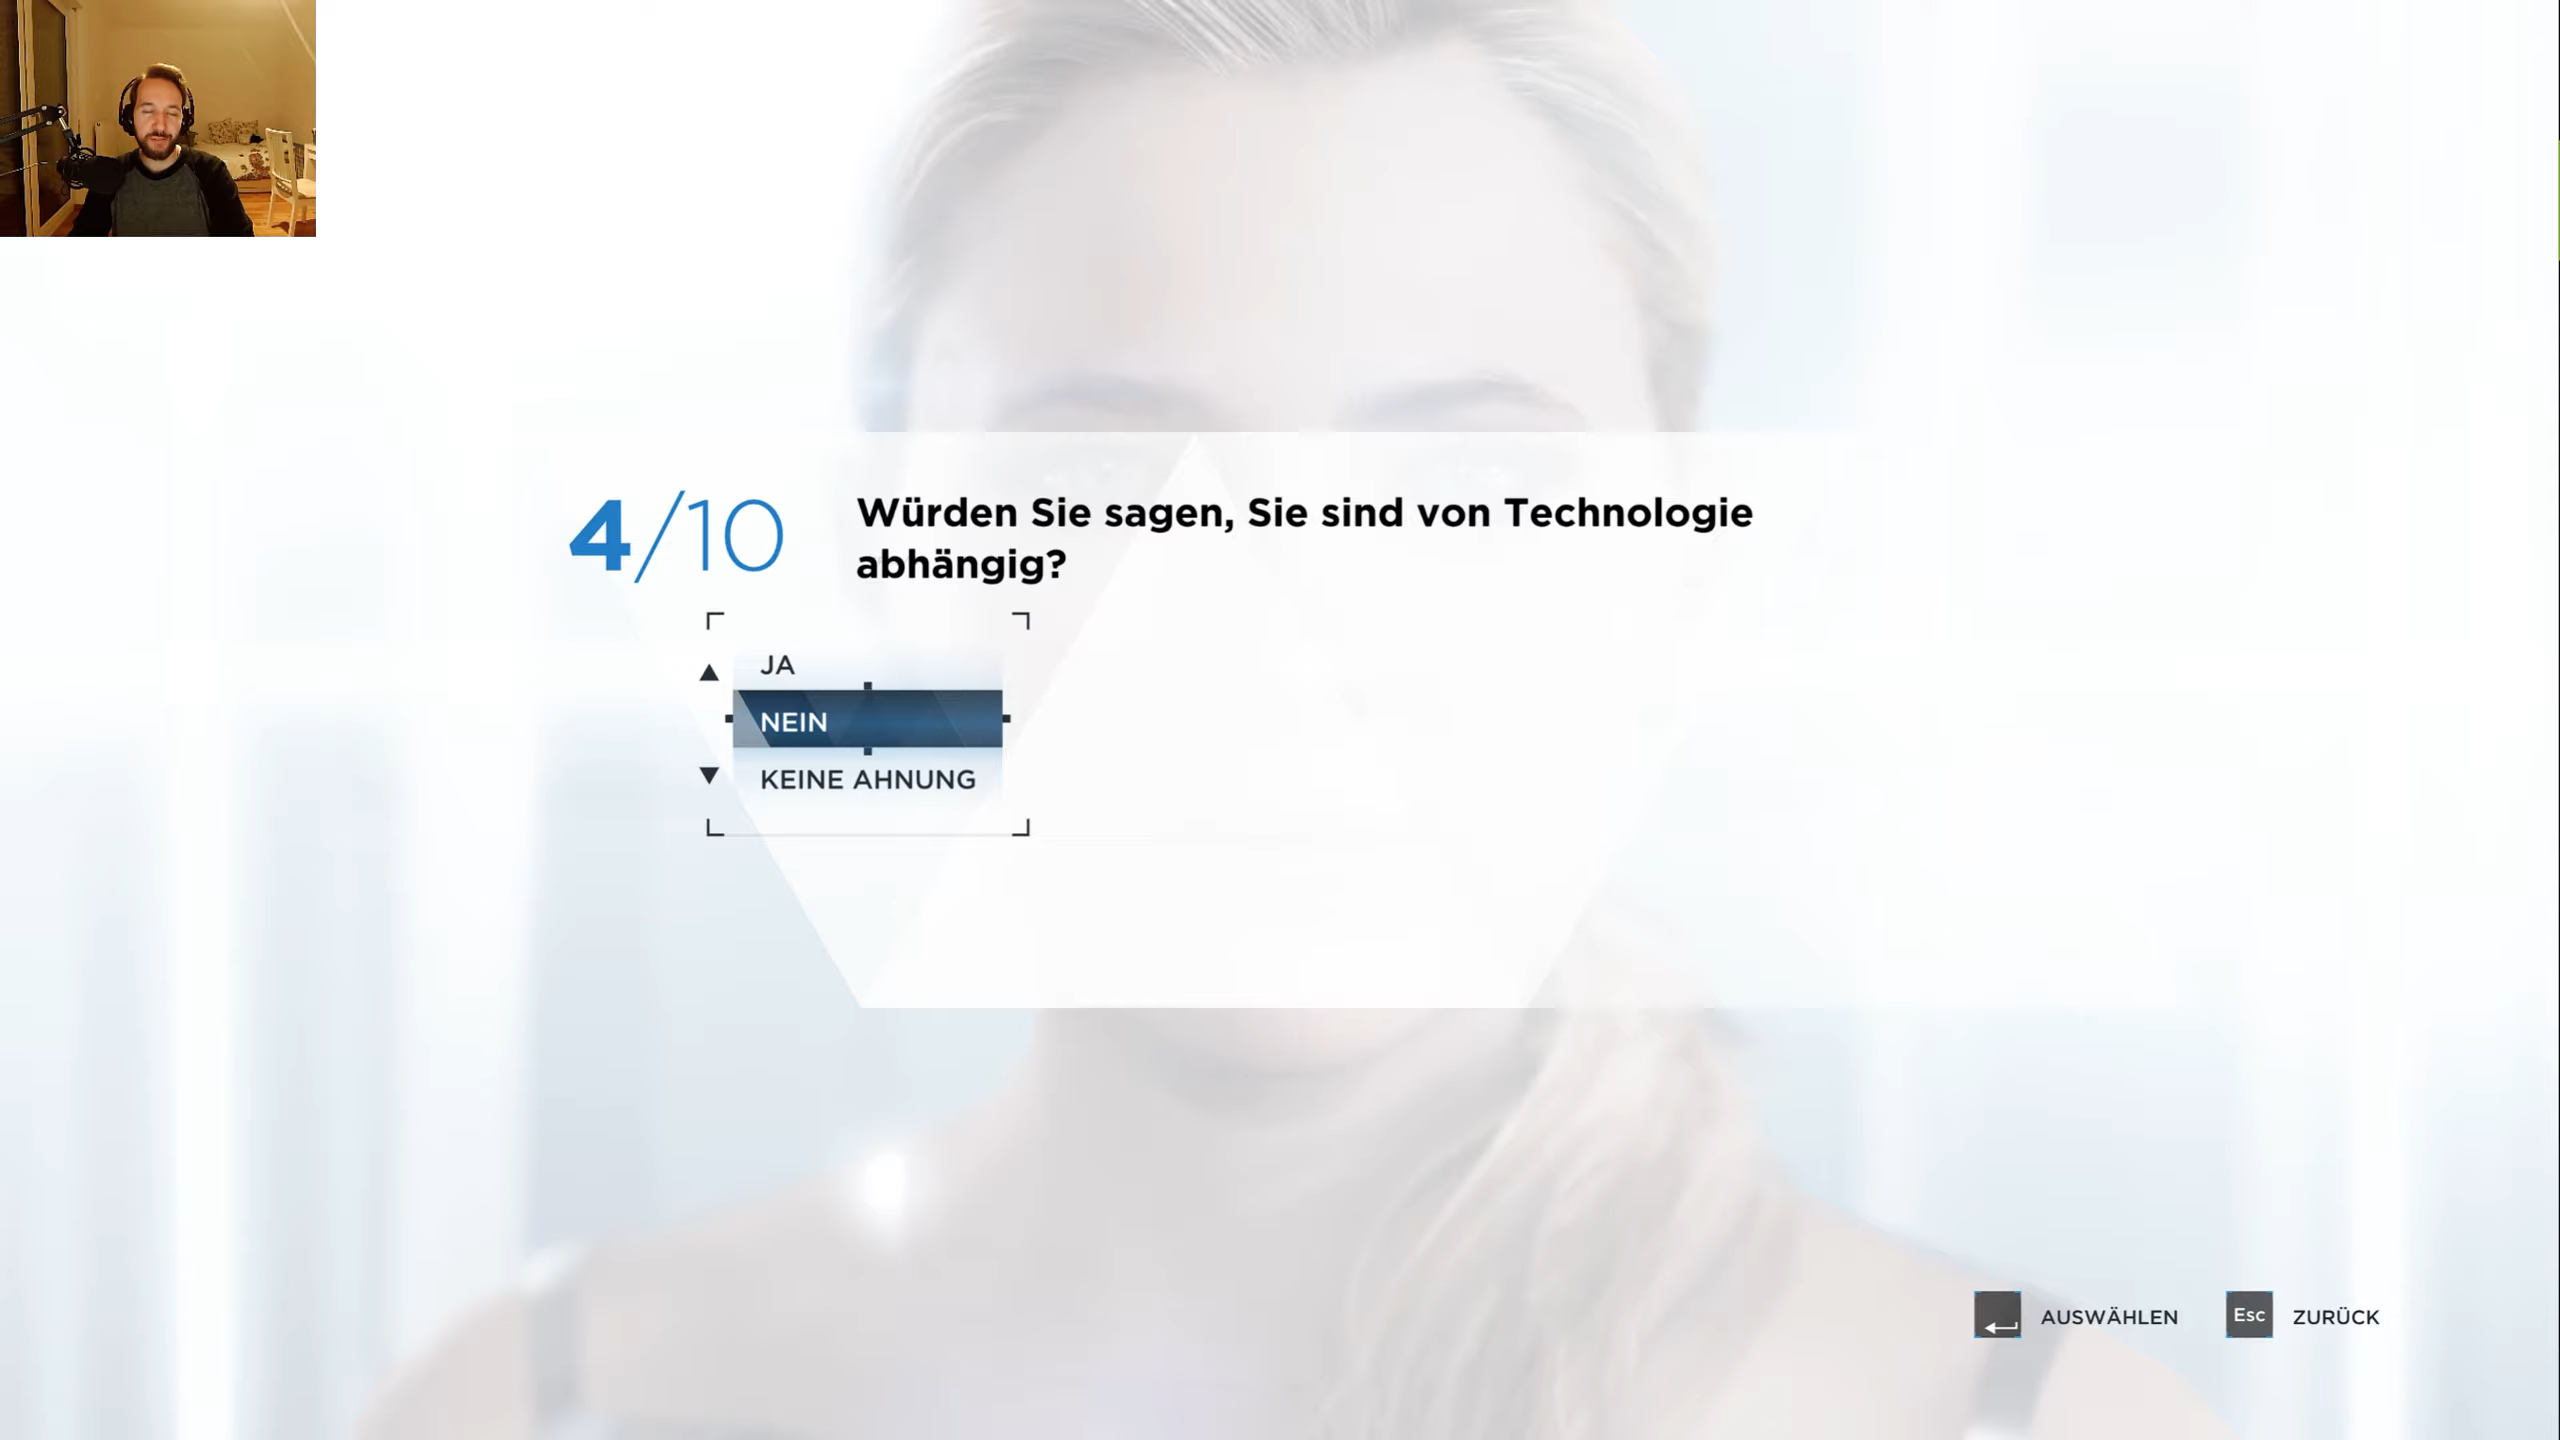 4/10
Würden Sie sagen, Sie sind von Technologie
abhängig?
JA
NEIN
KEINE AHNUNG
AUSWÄHLEN
Esc
ZURÜCK